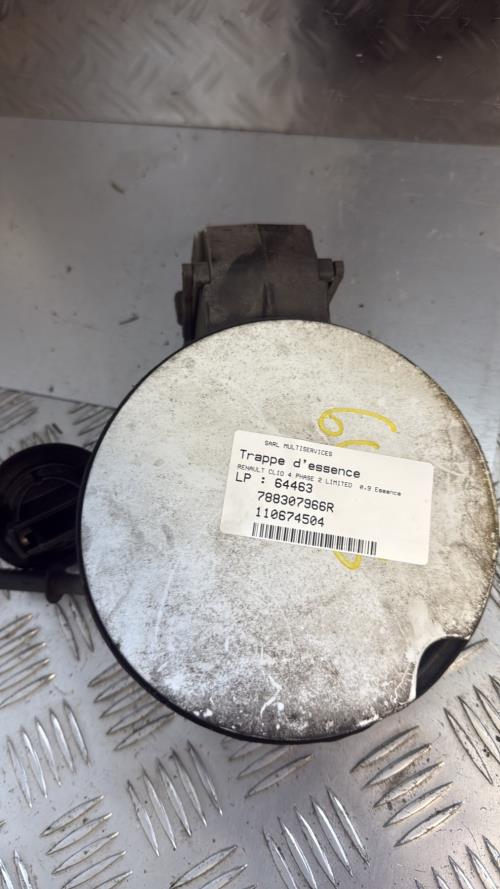 SARL MULTISERVICES
Trappe d'essence
RENAULT CLIO 4 PHASE 2 LIMITED 0.9 Essence
LP : 64463
788307966R
110674504